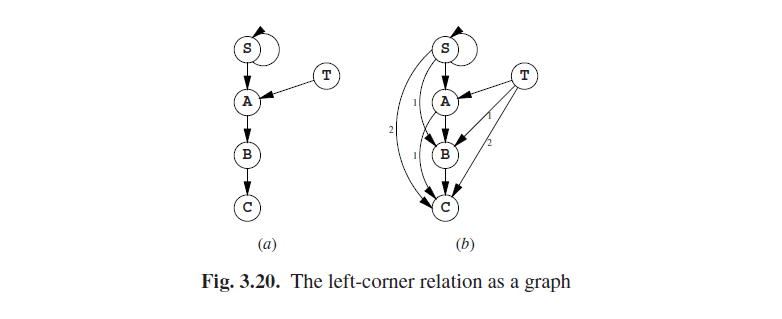 S S
T T
A A
1 1
2 2
B B
1
C C
(a) (b)
Fig. 3.20. The left-corner relation as a graph